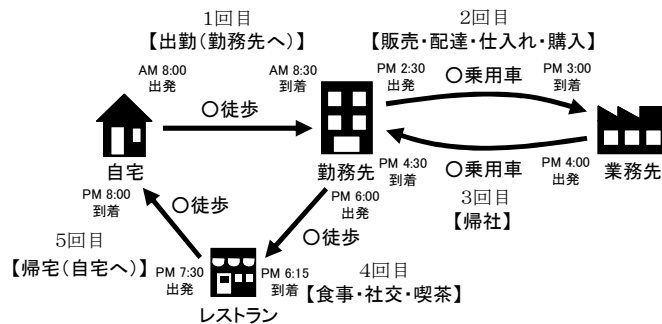 1回目
【出勤(勤務先へ)】
2回目
【販売・配達・仕入れ・購入】
AM 8:00
出発
AM 8:30
到着
PM 2:30
出発
PM 3:00
到着
〇徒歩
〇乗用車
自宅
勤務先
業務先
PM 4:30
到着
〇乗用車
PM 4:00
出発
3回目
【帰社】
PM 8:00
到着
〇徒歩
PM 6:00
出発
〇徒歩
5回目
【帰宅(自宅へ)】
PM 7:30
出発
PM 6:15
到着
4回目
【食事・社交・喫茶】
レストラン